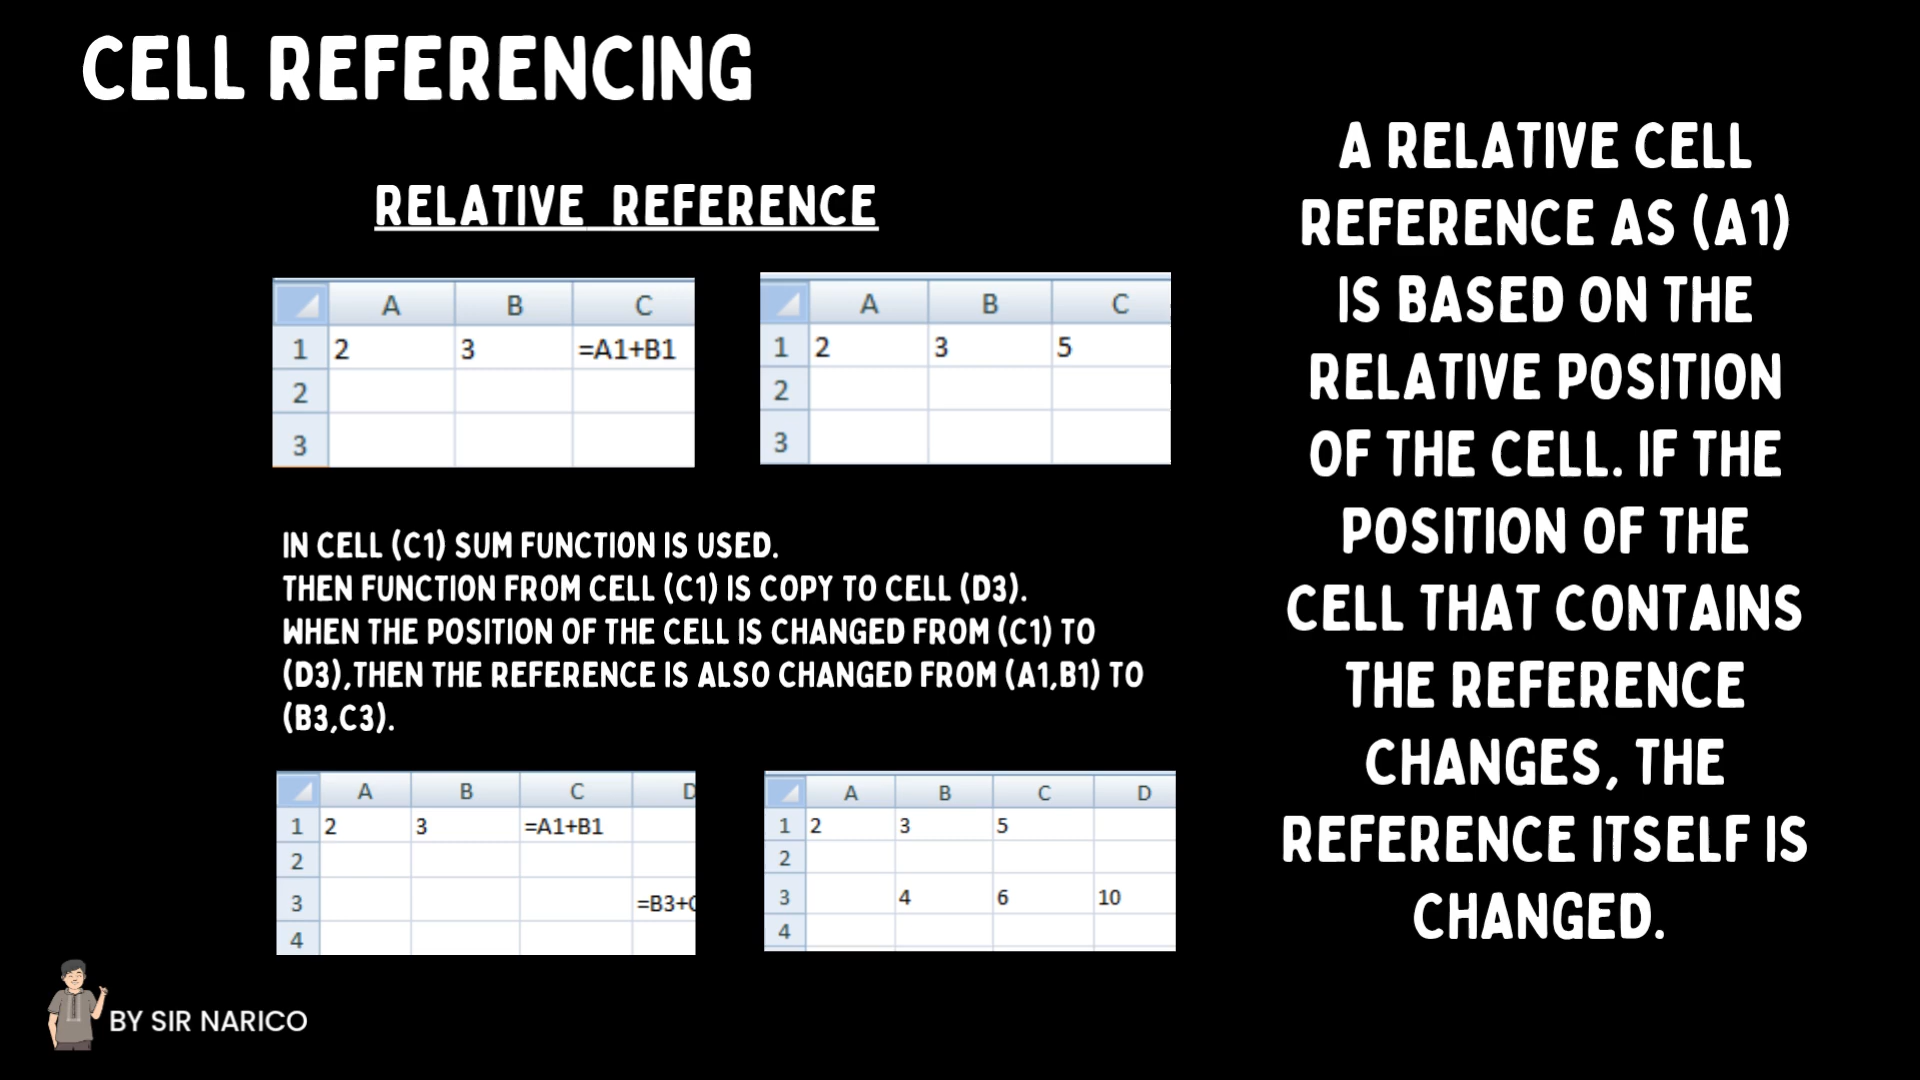 CELL REFERENCING
RELATIVE REFERENCE
A B C
1 2 3 =A1+B1
2
3
A B C
1 2 3 5
2
3
IN CELL (C1) SUM FUNCTION IS USED.
THEN FUNCTION FROM CELL (C1) IS COPY TO CELL (D3).
WHEN THE POSITION OF THE CELL IS CHANGED FROM (C1) TO
(D3),THEN THE REFERENCE IS ALSO CHANGED FROM (A1,B1) TO
(B3,C3).
A B C D
1 2 3 =A1+B1
2
3 =B3+C
4
A B C D
1 2 3 5
2
3 4 6 10
4
A RELATIVE CELL
REFERENCE AS (A1)
IS BASED ON THE
RELATIVE POSITION
OF THE CELL. IF THE
POSITION OF THE
CELL THAT CONTAINS
THE REFERENCE
CHANGES, THE
REFERENCE ITSELF IS
CHANGED.
BY SIR NARICO